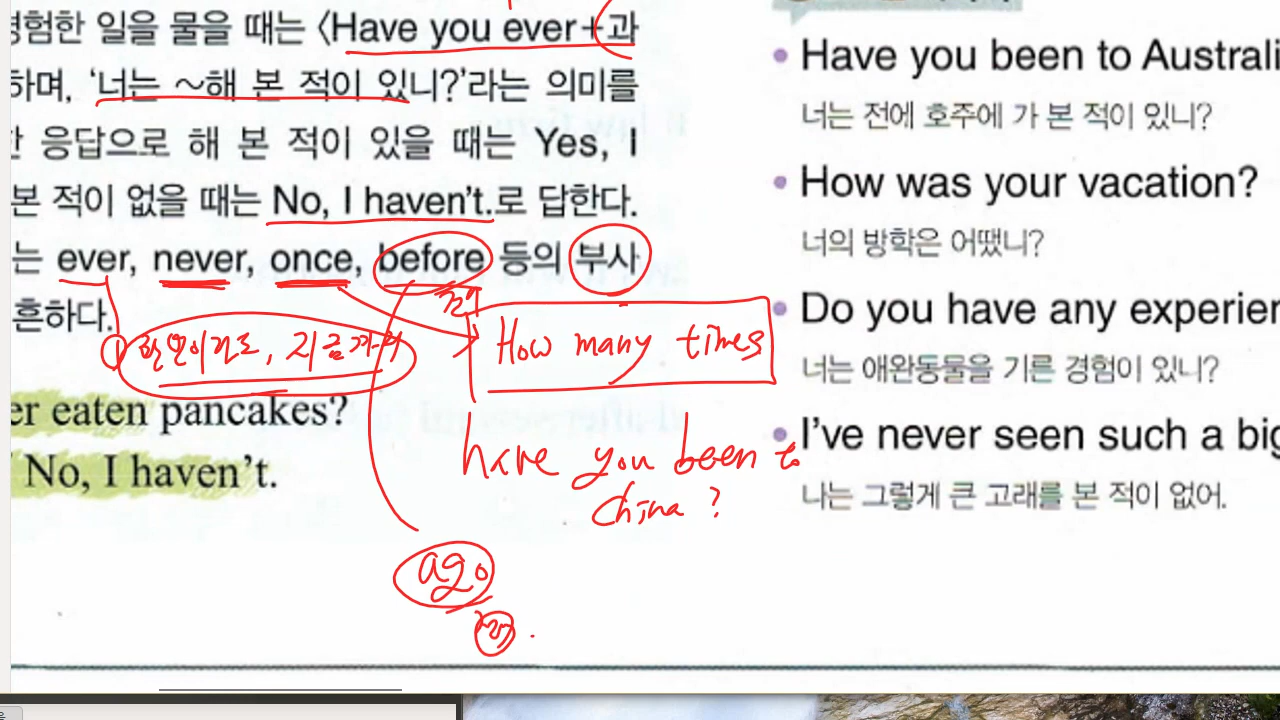 경험한 일을 물을 때는 〈Have you ever+과
하며, ‘너는 ~해 본 적이 있니?’라는 의미를
응답으로 해 본 적이 있을 때는 Yes, I
본 적이 없을 때는 No, I haven’t.로 답한다.
는 ever, never, once, before 등의 부사
흔하다.
전에
① 한번이라도, 지금까지
How many times
have you been to
China ?
ago
전에
er eaten pancakes?
No, I haven’t.
• Have you been to Australi
너는 전에 호주에 가 본 적이 있니?
• How was your vacation?
너의 방학은 어땠니?
• Do you have any experier
너는 애완동물을 기른 경험이 있니?
• I’ve never seen such a big
나는 그렇게 큰 고래를 본 적이 없어.